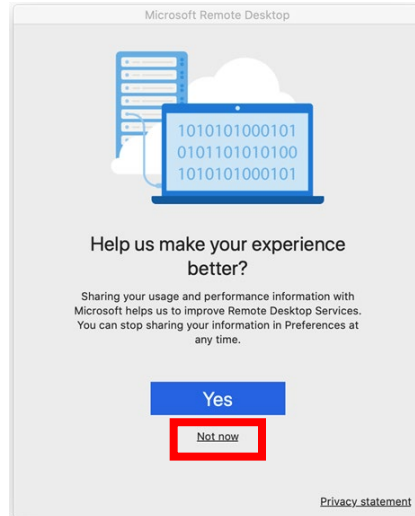 Microsoft Remote Desktop
1010101000101
0101101010100
1010101000101
Help us make your experience
better?
Sharing your usage and performance information with
Microsoft helps us to improve Remote Desktop Services.
You can stop sharing your information in Preferences at
any time.
Yes
Not now
Privacy statement